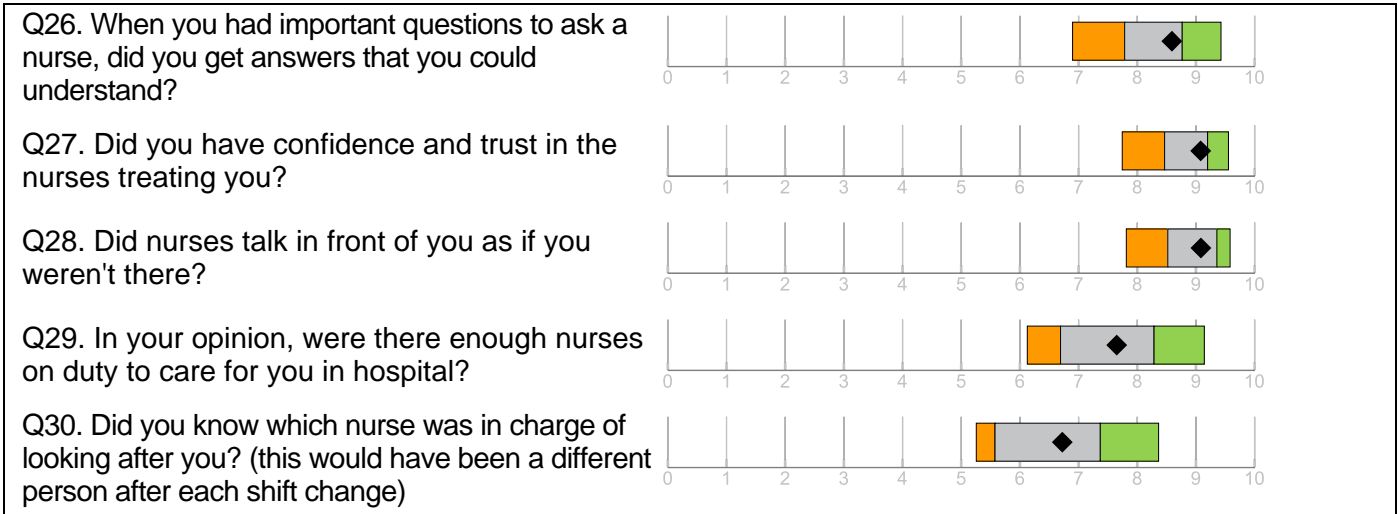 Q26. When you had important questions to ask a
nurse, did you get answers that you could
understand?
0 1 2 3 4 5 6 7 8 9 10
Q27. Did you have confidence and trust in the
nurses treating you?
0 1 2 3 4 5 6 7 8 9 10
Q28. Did nurses talk in front of you as if you
weren't there?
0 1 2 3 4 5 6 7 8 9 10
Q29. In your opinion, were there enough nurses
on duty to care for you in hospital?
0 1 2 3 4 5 6 7 8 9 10
Q30. Did you know which nurse was in charge of
looking after you? (this would have been a different
person after each shift change)
0 1 2 3 4 5 6 7 8 9 10